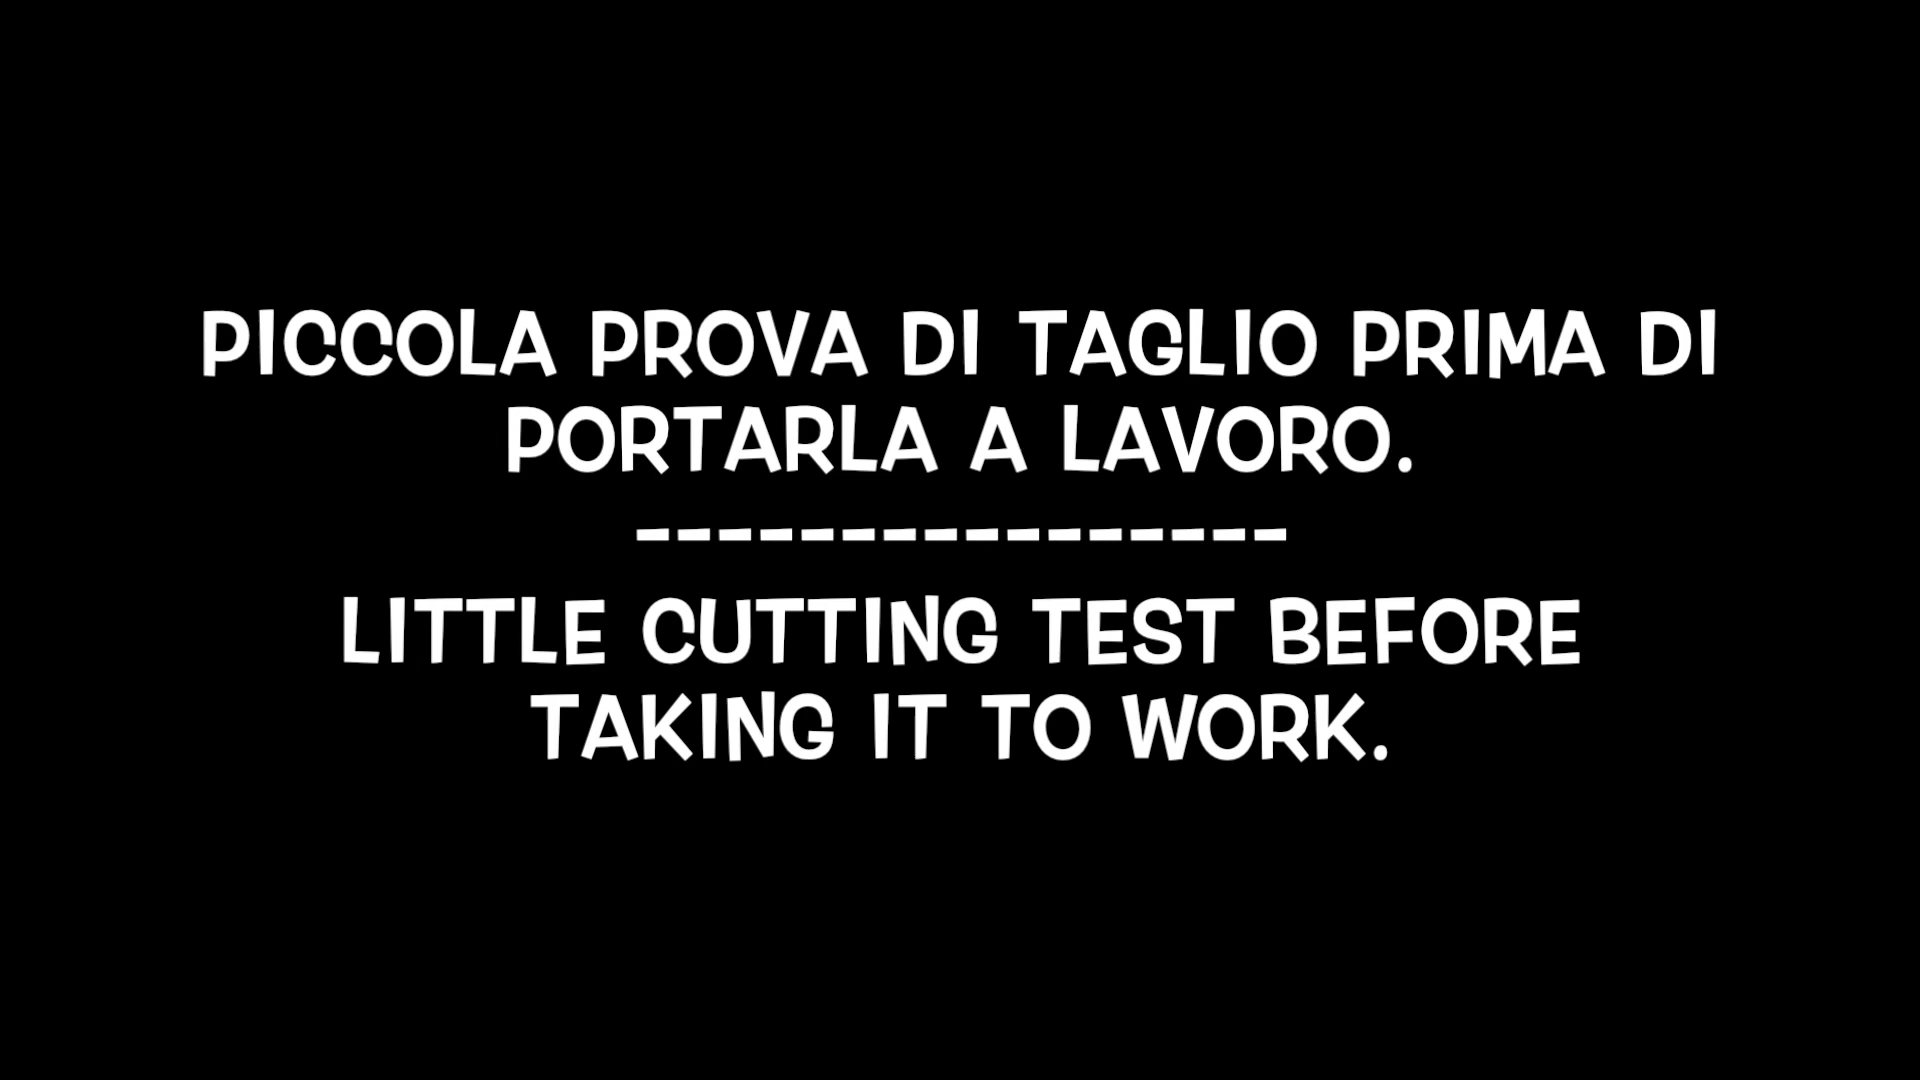 PICCOLA PROVA DI TAGLIO PRIMA DI
PORTARLA A LAVORO.
----------------
LITTLE CUTTING TEST BEFORE
TAKING IT TO WORK.